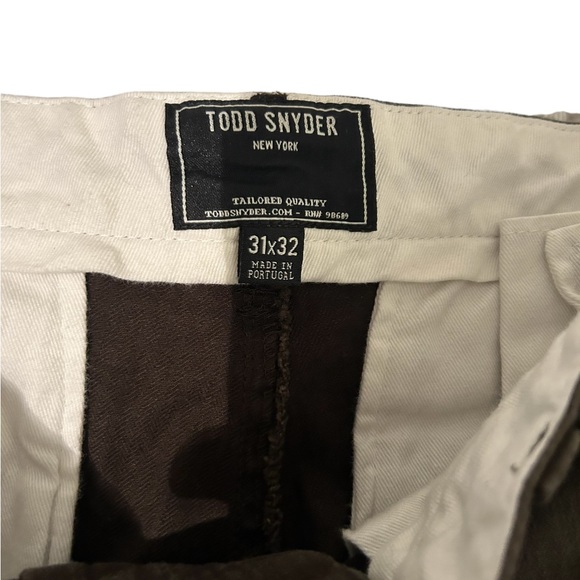 TODD SNYDER
NEW YORK
TAILORED QUALITY
TODDSNYDER.COM - RN# 98689
31x32
MADE IN
PORTUGAL